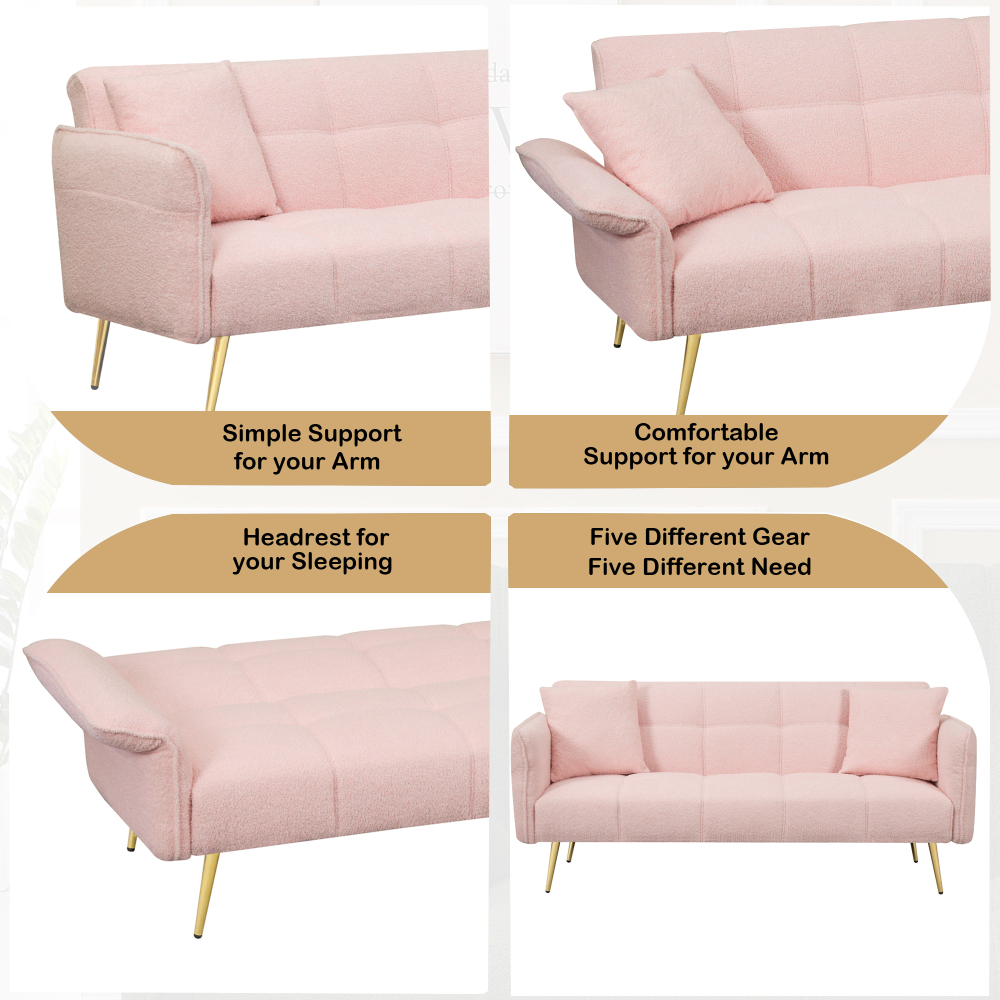 Simple Support
for your Arm
Comfortable
Support for your Arm
Headrest for
your Sleeping
Five Different Gear
Five Different Need